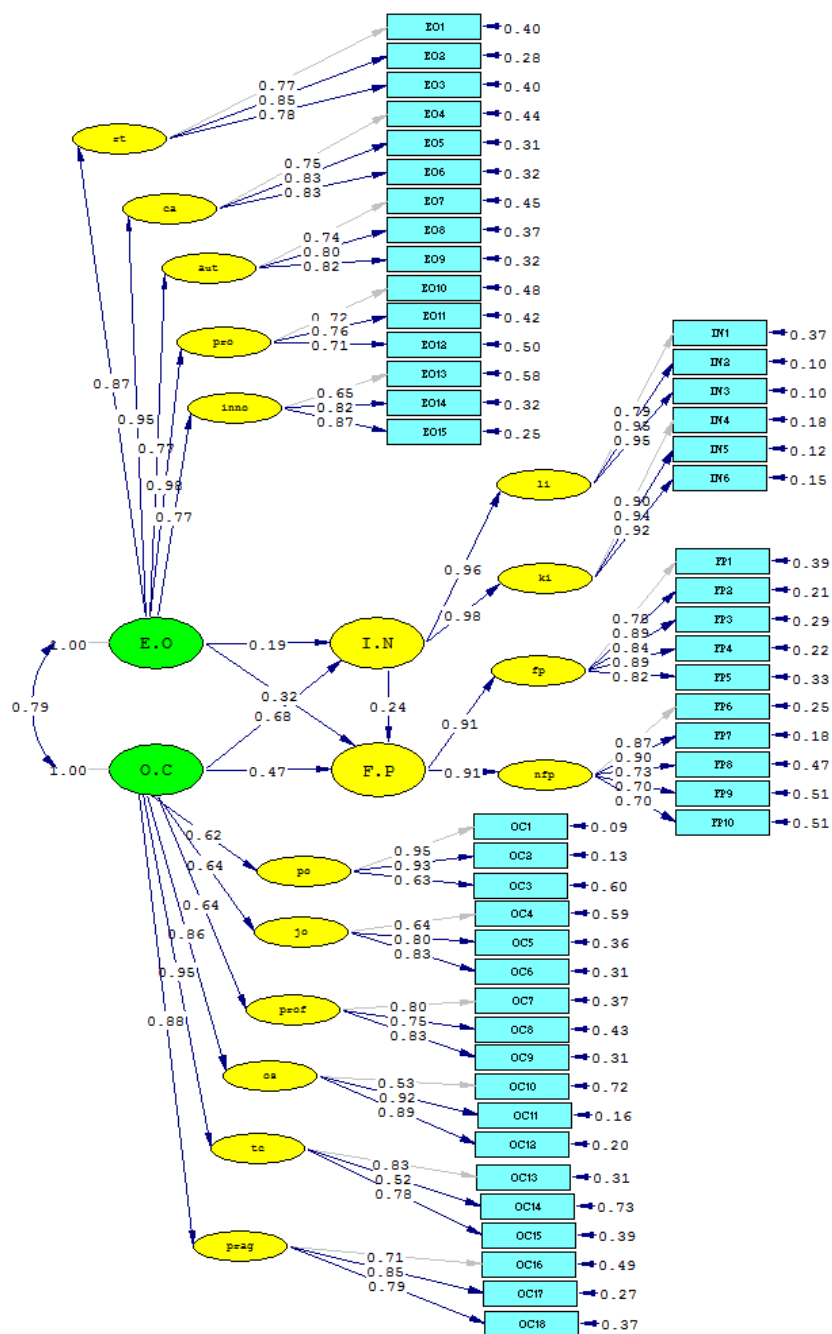 EO1 0.40
EO2 0.28
0.77
0.85
0.78
EO3 0.40
EO4 0.44
rt
EO5 0.31
0.75
0.83
0.83
EO6 0.32
EO7 0.45
ca
EO8 0.37
0.74
0.80
0.82
EO9 0.32
aut
EO10 0.48
EO11 0.42
0.72
0.76
0.71
EO12 0.50
pro
EO13 0.58
0.65
0.82
0.87
EO14 0.32
inno
EO15 0.25
0.87
0.95
0.77
0.98
0.77
IN1 0.37
IN2 0.10
IN3 0.10
0.79
0.95
0.95
IN4 0.18
IN5 0.12
IN6 0.15
li
0.90
0.94
0.92
ki
0.96
0.98
FP1 0.39
FP2 0.21
0.78
0.89
0.84
0.89
0.82
FP3 0.29
FP4 0.22
FP5 0.33
fp
FP6 0.25
FP7 0.18
0.87
0.90
0.73
0.70
0.70
FP8 0.47
FP9 0.51
FP10 0.51
nfp
1.00 E.O 0.19 I.N
0.79
0.32
0.68
0.24
0.91
1.00 O.C 0.47 F.P 0.91
OC1 0.09
0.62
0.95
0.93
0.63
OC2 0.13
po
OC3 0.60
0.64
OC4 0.59
0.64
0.80
0.83
jo
OC5 0.36
OC6 0.31
0.64
OC7 0.37
0.80
0.75
0.83
prof
OC8 0.43
OC9 0.31
0.86
OC10 0.72
0.53
0.92
0.89
oa
OC11 0.16
OC12 0.20
0.95
tc
0.83
0.52
0.78
OC13 0.31
OC14 0.73
OC15 0.39
0.88
prag
0.71
0.85
0.79
OC16 0.49
OC17 0.27
OC18 0.37